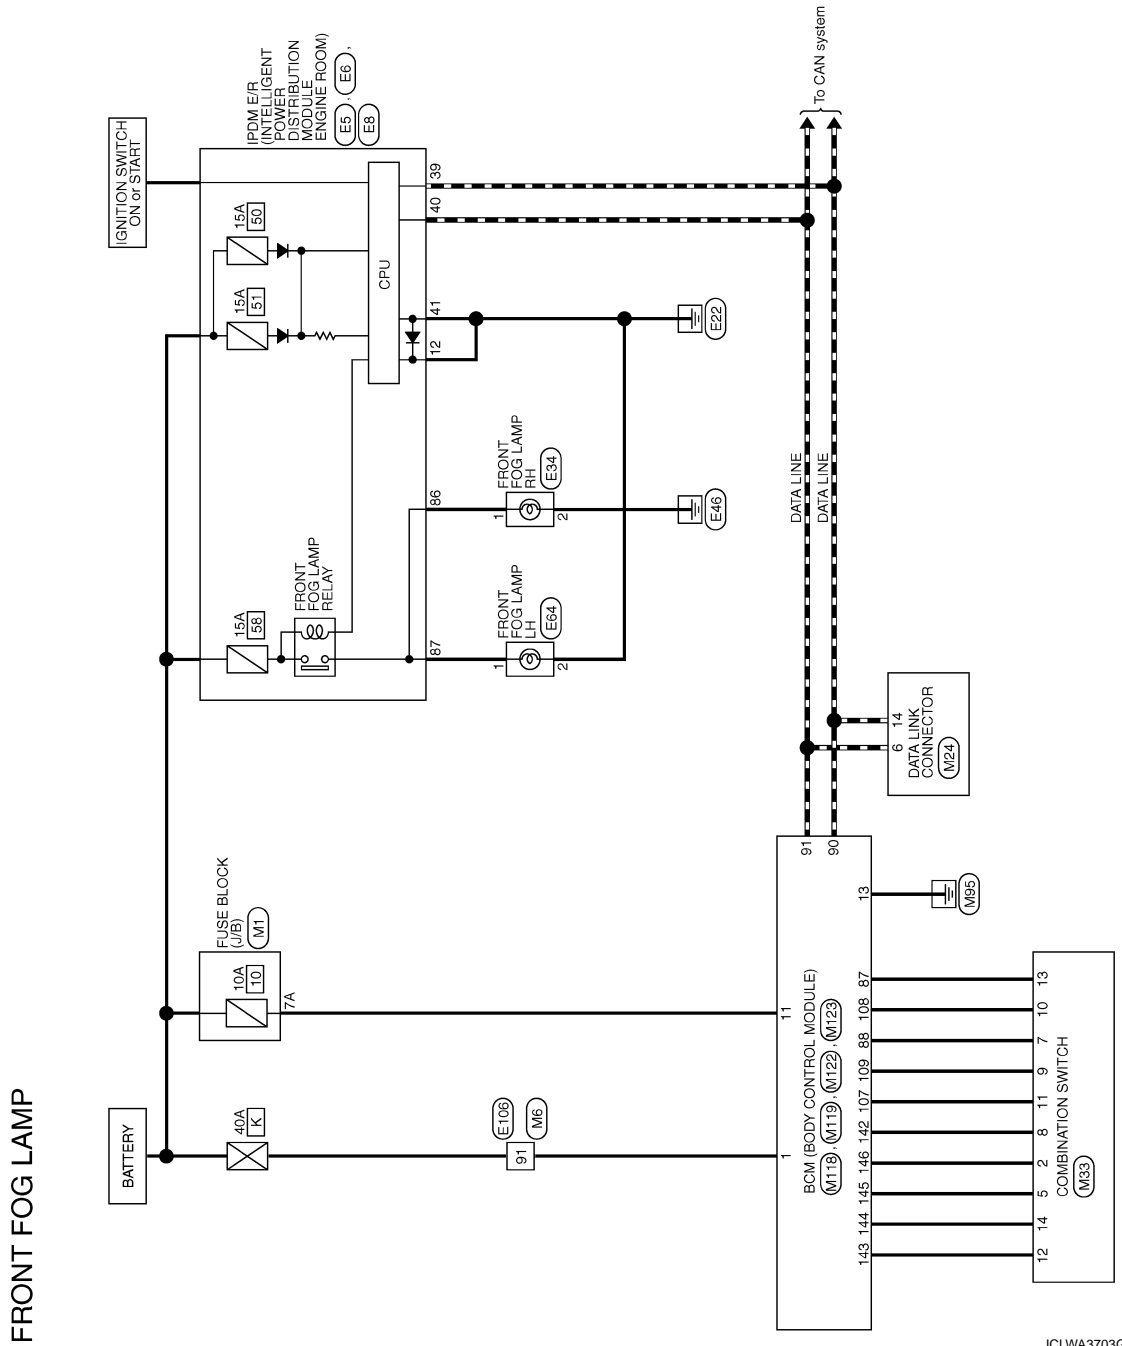 FRONT FOG LAMP
BATTERY
IGNITION SWITCH
ON or START
40A
K
E106
M6
91
FUSE BLOCK
(J/B)
M1
10A
10
7A
IPDM E/R
(INTELLIGENT
POWER
DISTRIBUTION
MODULE
ENGINE ROOM)
E5 , E6 ,
E8
15A
58
15A
51
15A
50
FRONT
FOG LAMP
RELAY
CPU
87
86
12
41
40
39
FRONT
FOG LAMP
LH
E64
1
2
FRONT
FOG LAMP
RH
E34
1
2
E46
E22
DATA LINE
DATA LINE
To CAN system
1
11
BCM (BODY CONTROL MODULE)
M118 , M119 , M122 , M123
91
90
13
M95
6
14
DATA LINK
CONNECTOR
M24
143
144
145
146
142
107
109
88
108
87
12
14
5
2
8
11
9
7
10
13
COMBINATION SWITCH
M33
JCLWA3703G